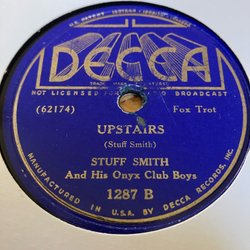 DECCA
NOT LICENSED FOR RADIO BROADCAST
(62174)
Fox Trot
UPSTAIRS
(Stuff Smith)
STUFF SMITH
And His Onyx Club Boys
1287 B
MANUFACTURED IN U.S.A. BY DECCA RECORDS, INC.